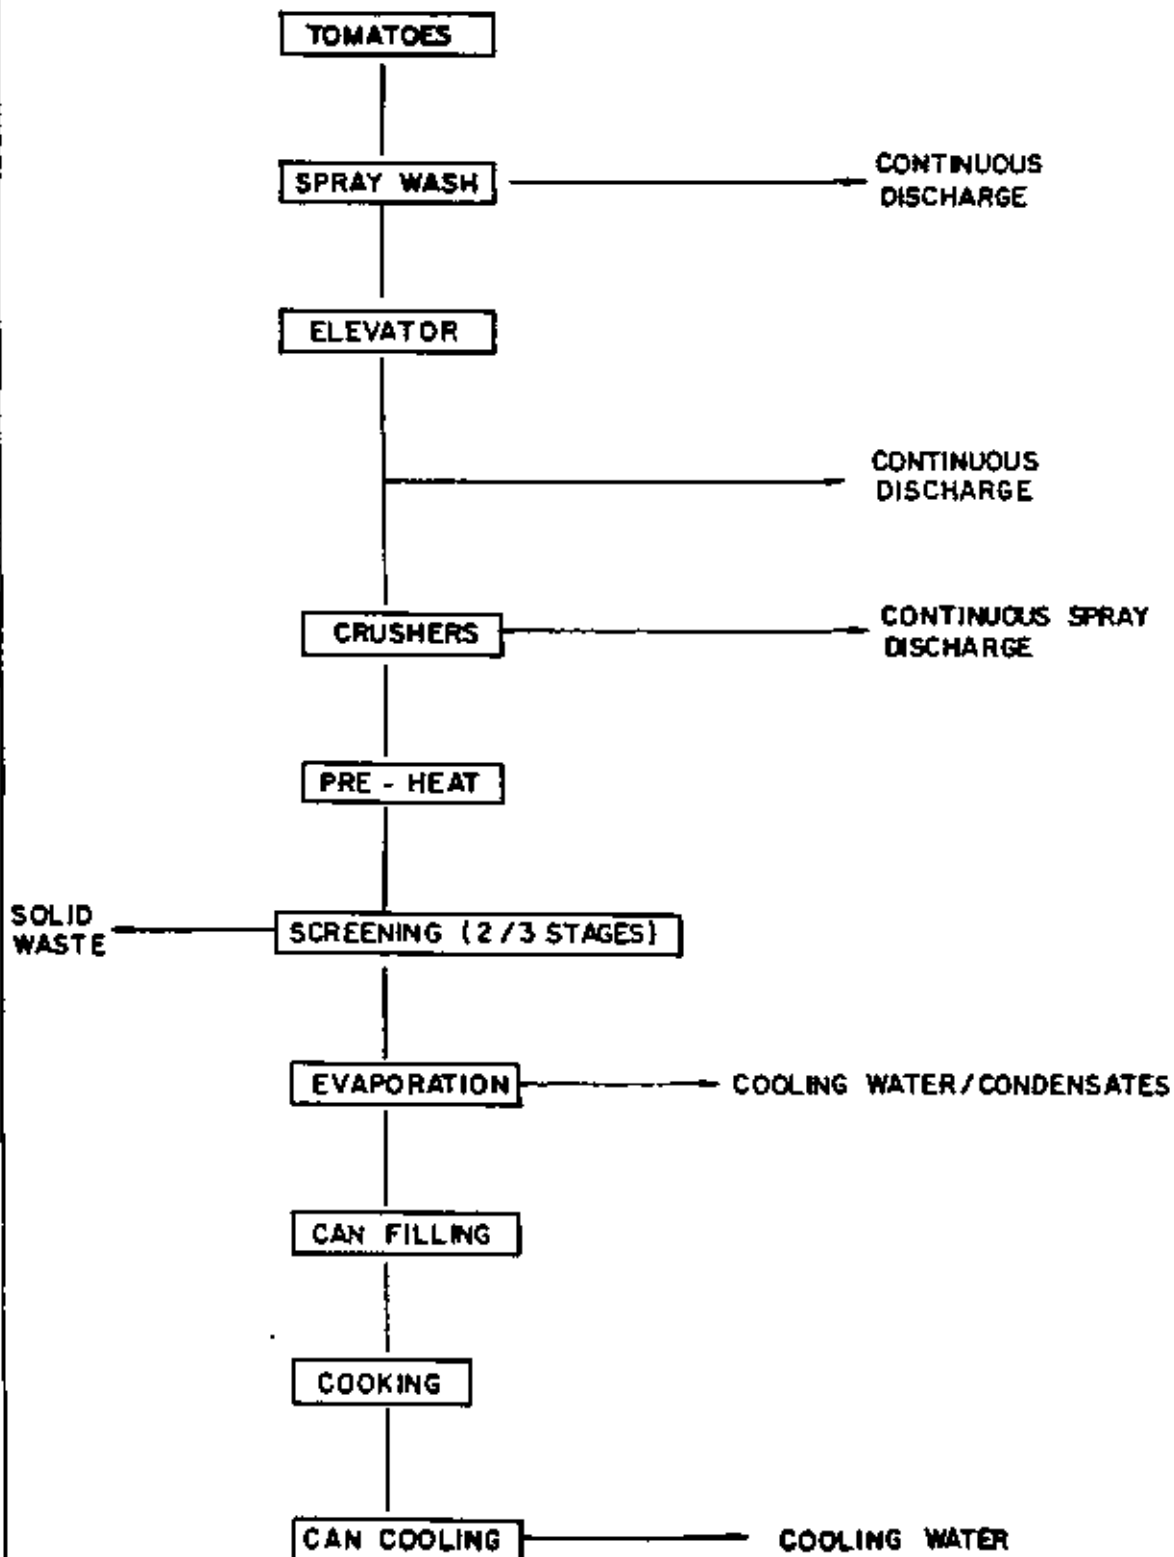 TOMATOES
SPRAY WASH
CONTINUOUS
DISCHARGE
ELEVATOR
CONTINUOUS
DISCHARGE
CRUSHERS
CONTINUOUS SPRAY
DISCHARGE
PRE - HEAT
SOLID
WASTE
SCREENING (2/3 STAGES)
EVAPORATION
COOLING WATER/CONDENSATES
CAN FILLING
COOKING
CAN COOLING
COOLING WATER